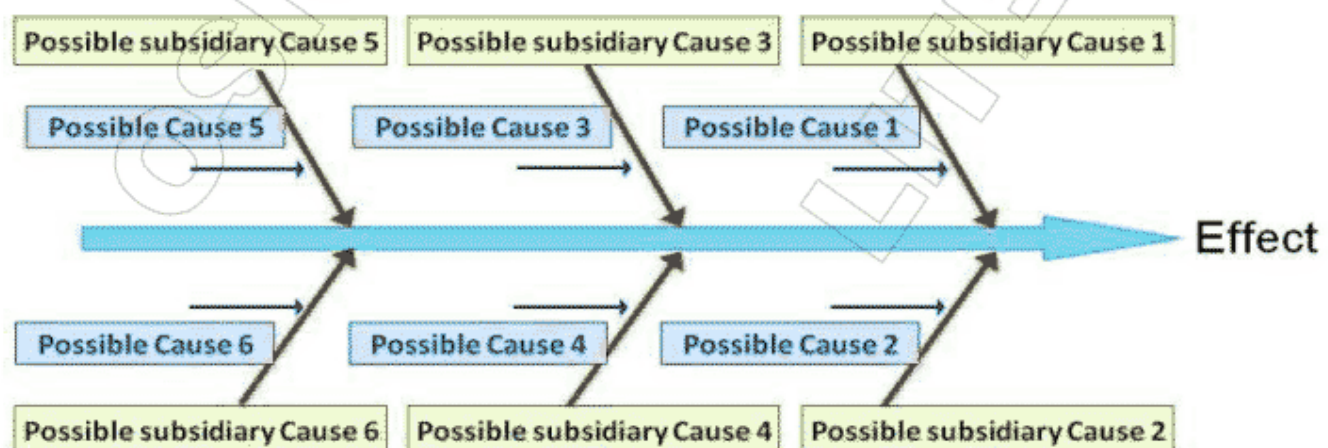 Possible subsidiary Cause 5 Possible subsidiary Cause 3 Possible subsidiary Cause 1
Possible Cause 5 Possible Cause 3 Possible Cause 1
Effect
Possible Cause 6 Possible Cause 4 Possible Cause 2
Possible subsidiary Cause 6 Possible subsidiary Cause 4 Possible subsidiary Cause 2